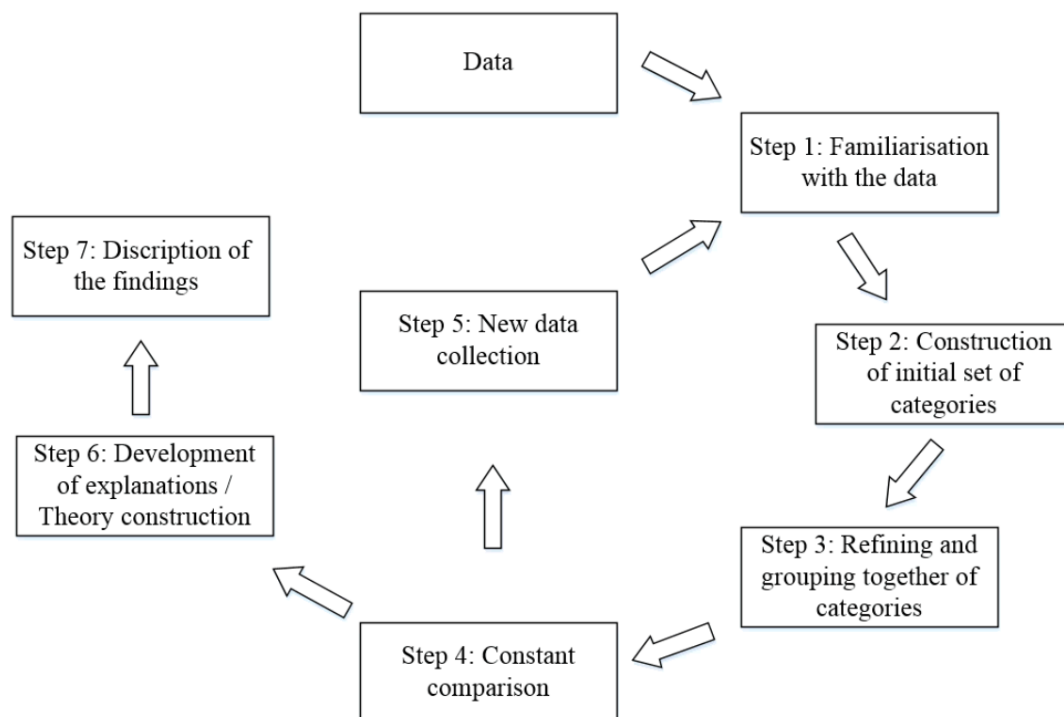 Data
Step 1: Familiarisation
with the data
Step 2: Construction
of initial set of
categories
Step 3: Refining and
grouping together of
categories
Step 4: Constant
comparison
Step 5: New data
collection
Step 6: Development
of explanations /
Theory construction
Step 7: Discription of
the findings